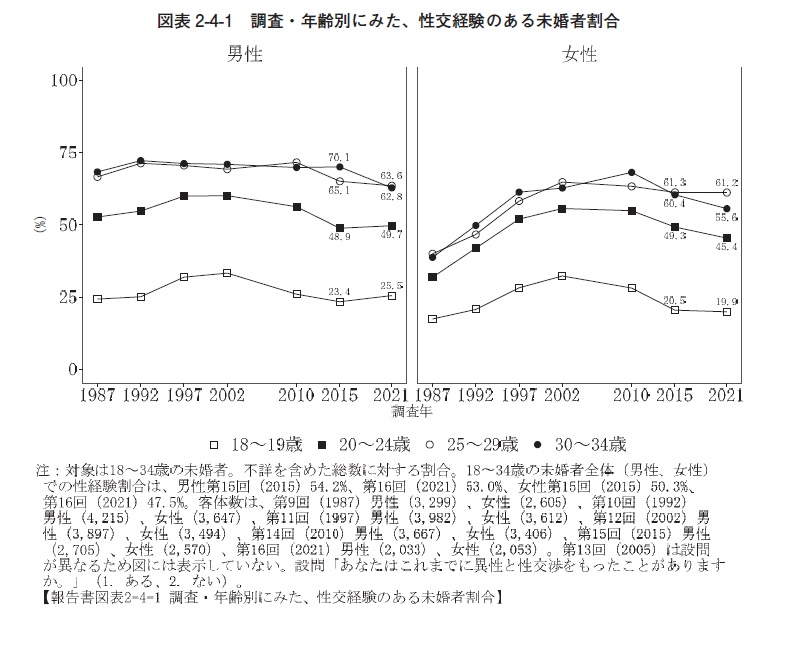 図表 2-4-1　調査・年齢別にみた、性交経験のある未婚者割合
男性
女性
100
75
50
25
0
(%)
70.1
65.1
63.6
62.8
48.9
49.7
23.4
25.5
61.3
60.4
61.2
55.6
49.3
45.4
20.5
19.9
1987 1992 1997 2002 2010 2015 2021
1987 1992 1997 2002 2010 2015 2021
調査年
□ 18～19歳 ■ 20～24歳 ○ 25～29歳 ● 30～34歳
注：対象は18～34歳の未婚者。不詳を含めた総数に対する割合。18～34歳の未婚者全体（男性、女性）
での性経験割合は、男性第15回（2015）54.2%、第16回（2021）53.0%、女性第15回（2015）50.3%、
第16回（2021）47.5%。客体数は、第9回（1987）男性（3,299）、女性（2,605）、第10回（1992）
男性（4,215）、女性（3,647）、第11回（1997）男性（3,982）、女性（3,612）、第12回（2002）男
性（3,897）、女性（3,494）、第14回（2010）男性（3,667）、女性（3,406）、第15回（2015）男性
（2,705）、女性（2,570）、第16回（2021）男性（2,033）、女性（2,053）。第13回（2005）は設問
が異なるため図には表示していない。設問「あなたはこれまでに異性と性交渉をもったことがあります
か。」（1. ある、2. ない）。
【報告書図表2-4-1 調査・年齢別にみた、性交経験のある未婚者割合】